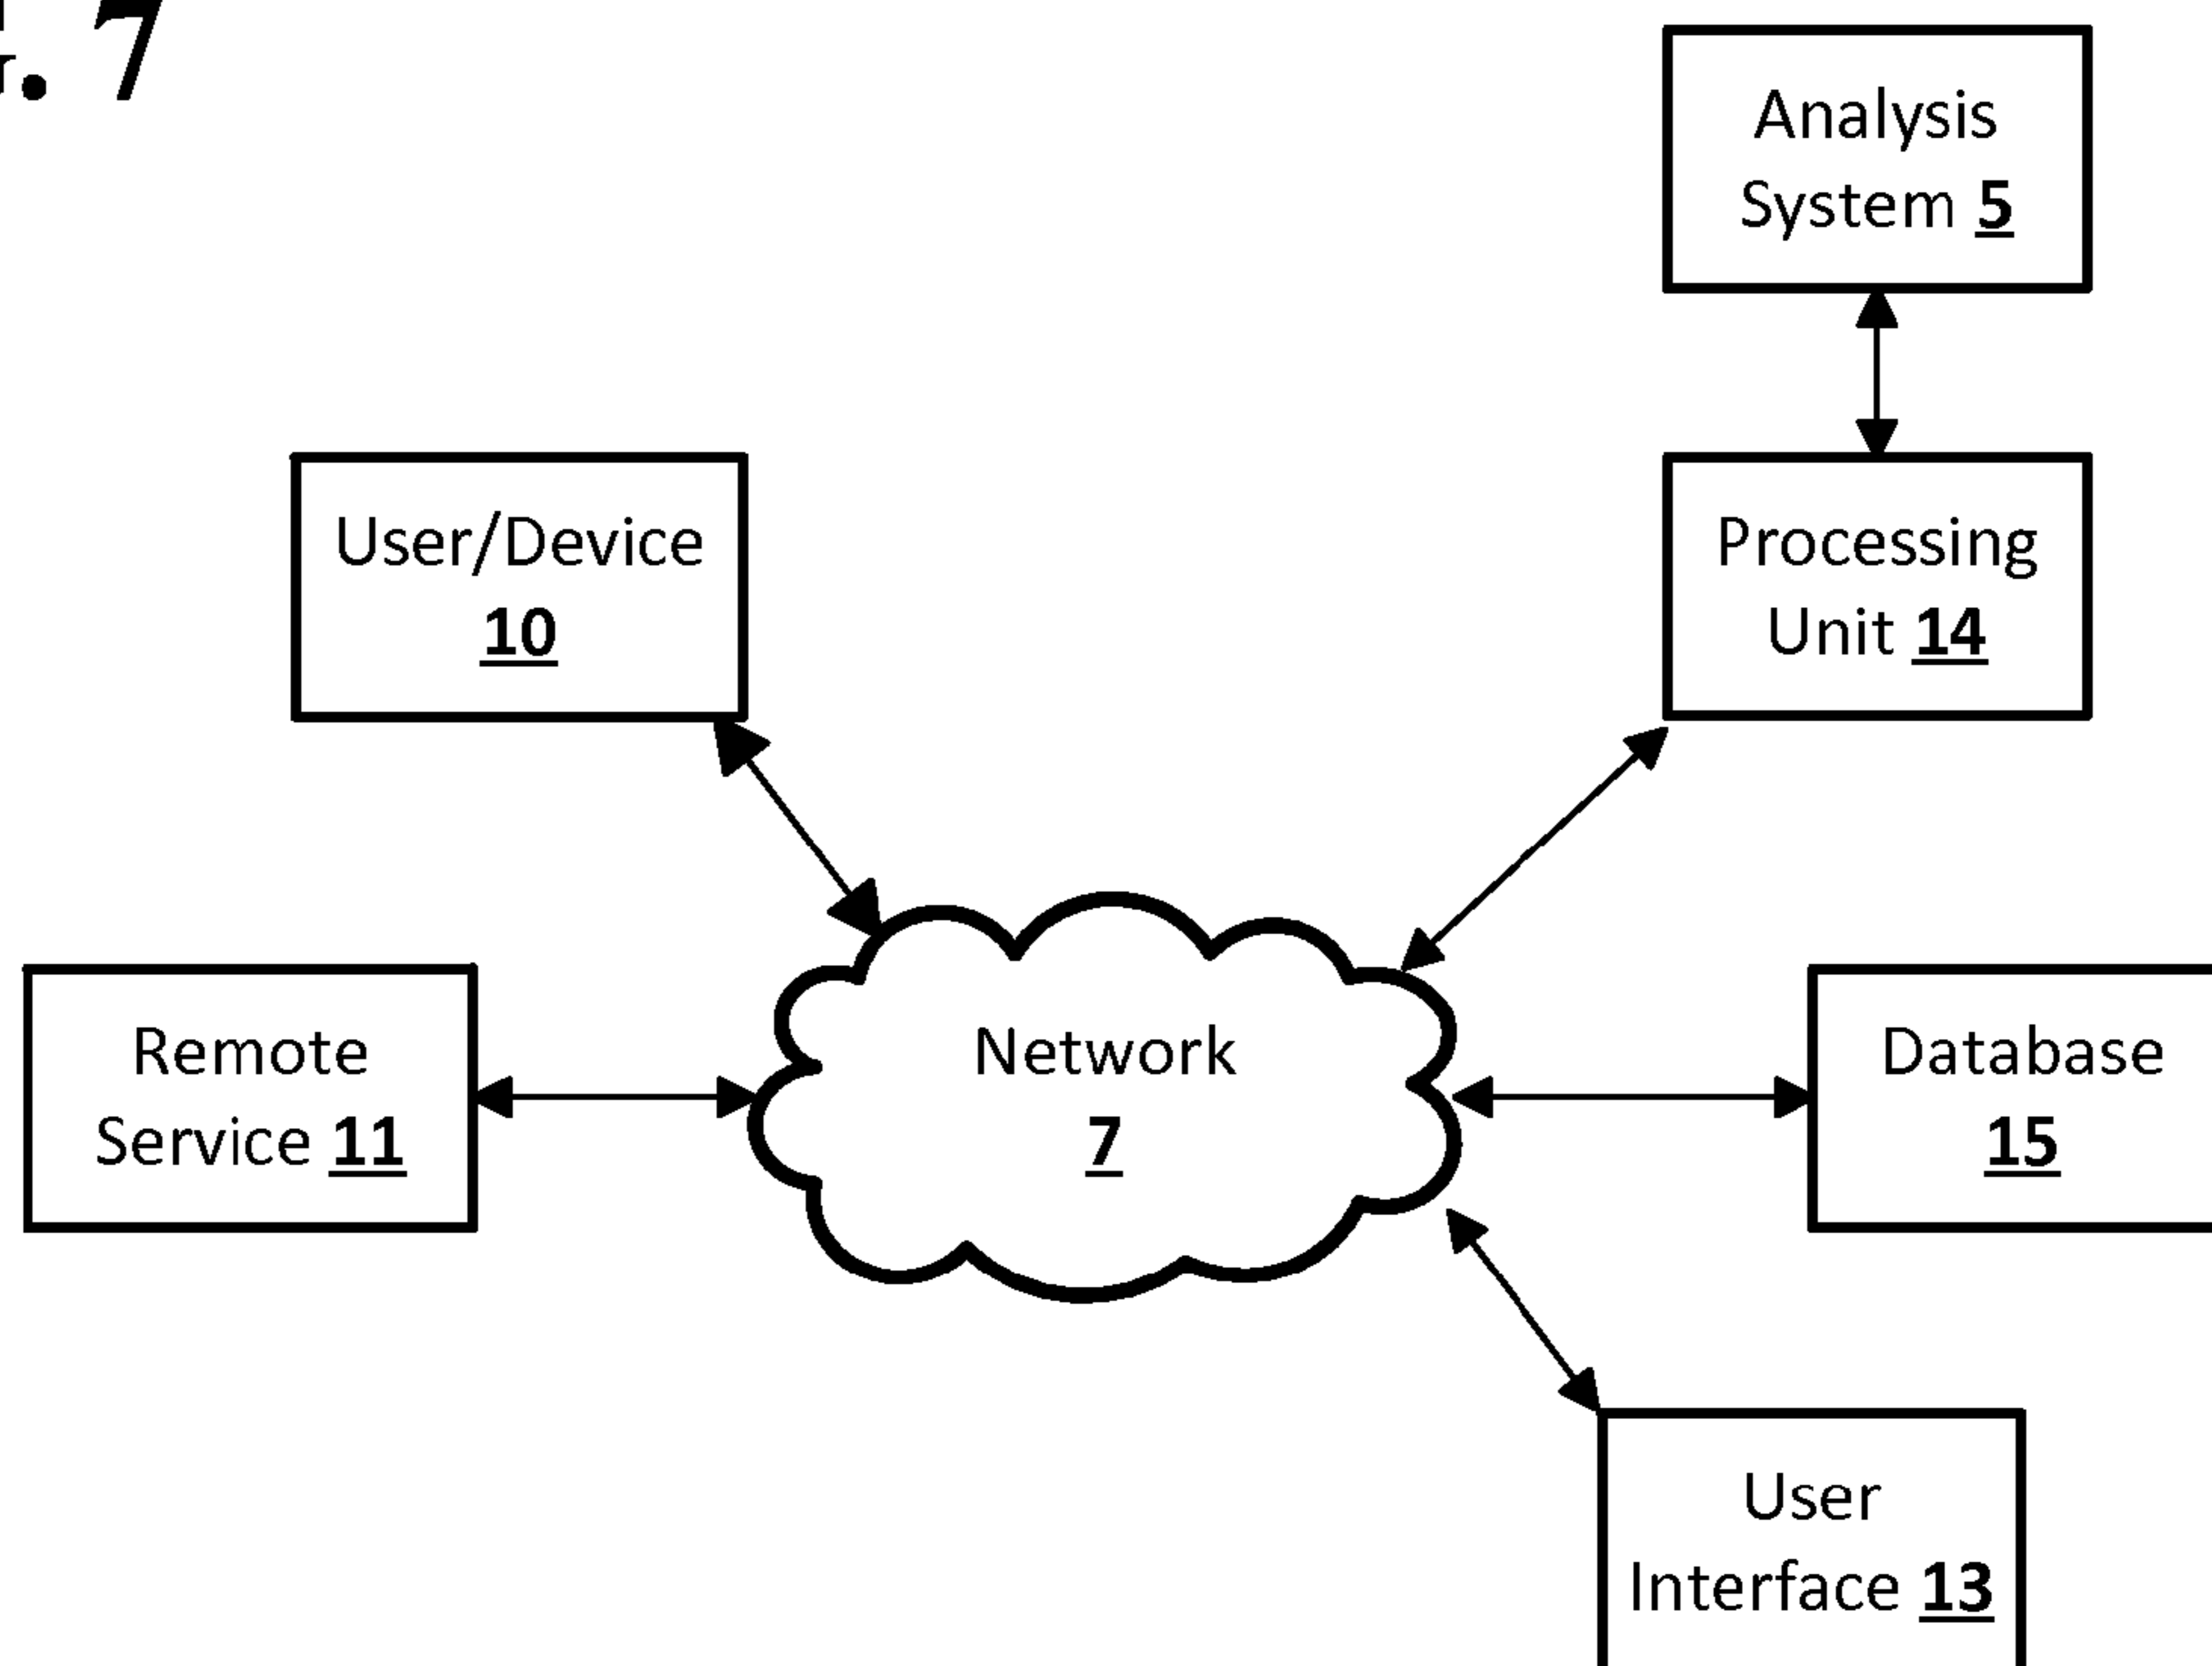 . 7
Analysis
System 5
User/Device
10
Processing
Unit 14
Remote
Service 11
Network
7
Database
15
User
Interface 13